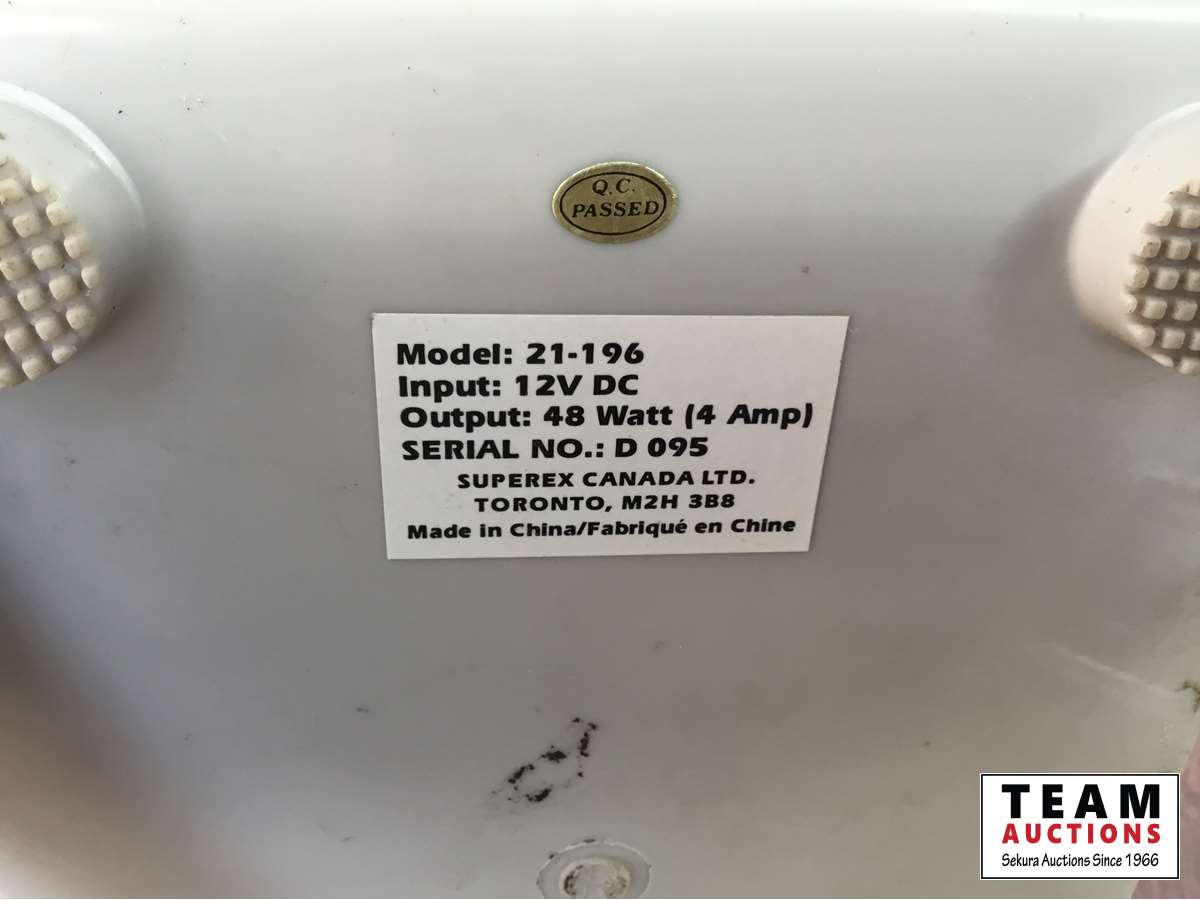 Q.C.
PASSED
Model: 21-196
Input: 12V DC
Output: 48 Watt (4 Amp)
SERIAL NO.: D 095
SUPEREX CANADA LTD.
TORONTO, M2H 3B8
Made in China/Fabriqué en Chine
TEAM
AUCTIONS
Sekura Auctions Since 1966